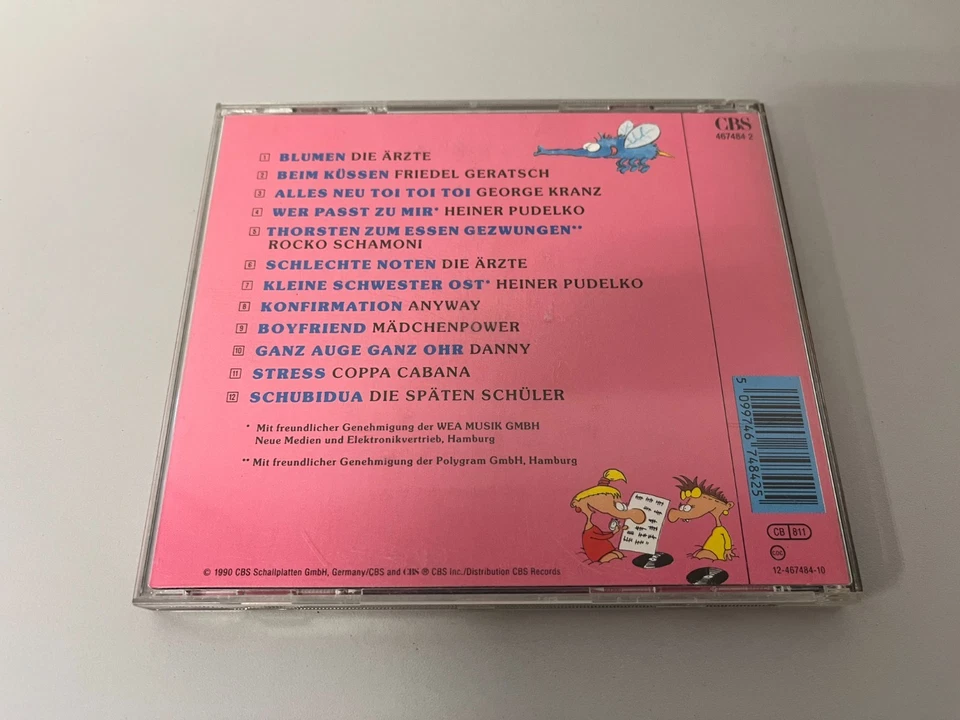 CBS
467484 2
1 BLUMEN DIE ÄRZTE
2 BEIM KÜSSEN FRIEDEL GERATSCH
3 ALLES NEU TOI TOI TOI GEORGE KRANZ
4 WER PASST ZU MIR* HEINER PUDELKO
5 THORSTEN ZUM ESSEN GEZWUNGEN**
ROCKO SCHAMONI
6 SCHLECHTE NOTEN DIE ÄRZTE
7 KLEINE SCHWESTER OST* HEINER PUDELKO
8 KONFIRMATION ANYWAY
9 BOYFRIEND MÄDCHENPOWER
10 GANZ AUGE GANZ OHR DANNY
11 STRESS COPPA CABANA
12 SCHUBIDUA DIE SPÄTEN SCHÜLER
* Mit freundlicher Genehmigung der WEA MUSIK GMBH
Neue Medien und Elektronikvertrieb, Hamburg
** Mit freundlicher Genehmigung der Polygram GmbH, Hamburg
5 099746 748425
CB 811
CDC
12-467484-10
© 1990 CBS Schallplatten GmbH, Germany/CBS and CBS ® CBS Inc./Distribution CBS Records